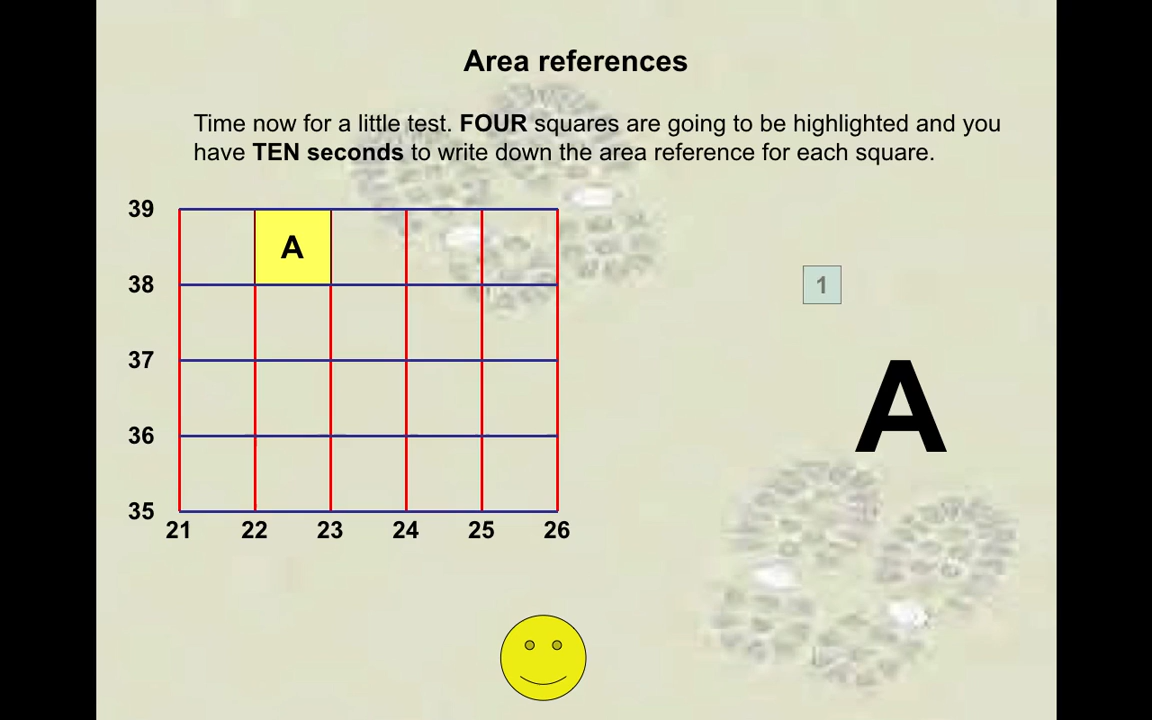 Area references
Time now for a little test. FOUR squares are going to be highlighted and you
have TEN seconds to write down the area reference for each square.
39
A
38
1
37
A
36
35
21 22 23 24 25 26